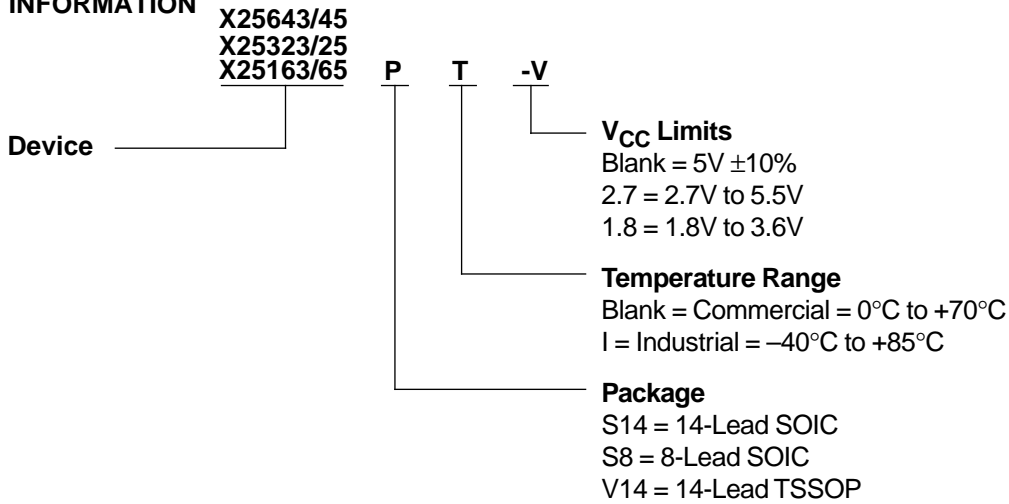 INFORMATION
X25643/45
X25323/25
X25163/65 P T -V
Device
VCC Limits
Blank = 5V ±10%
2.7 = 2.7V to 5.5V
1.8 = 1.8V to 3.6V
Temperature Range
Blank = Commercial = 0°C to +70°C
I = Industrial = –40°C to +85°C
Package
S14 = 14-Lead SOIC
S8 = 8-Lead SOIC
V14 = 14-Lead TSSOP